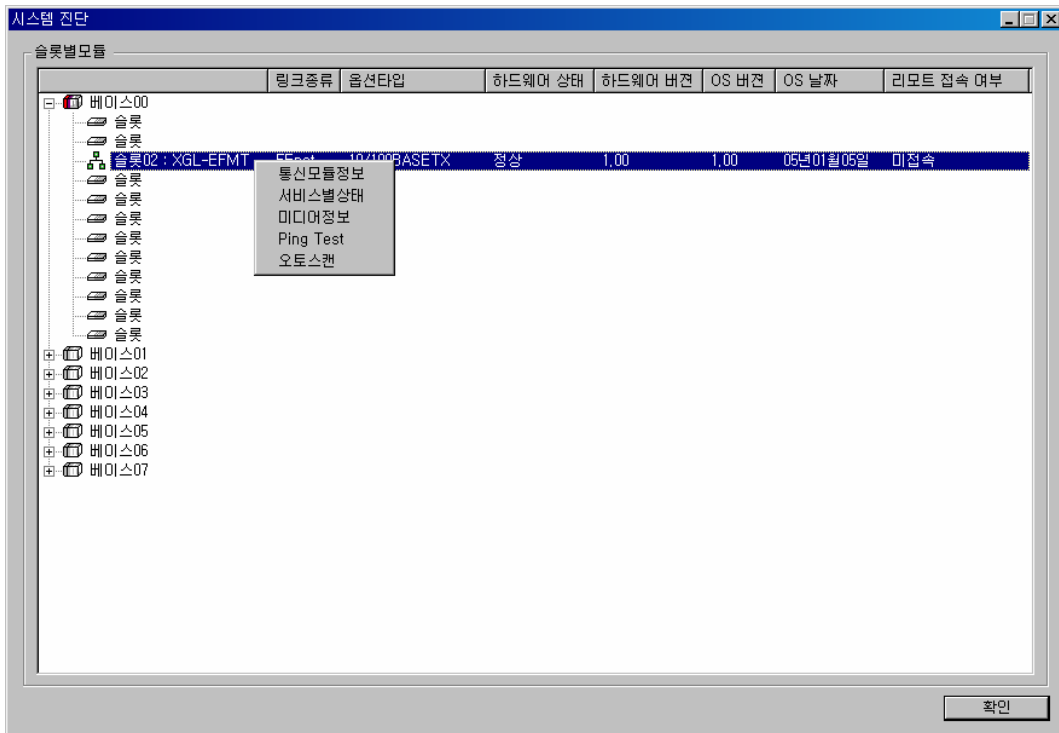 시스템 진단
슬롯별모듈
링크종류 옵션타입 하드웨어 상태 하드웨어 버젼 OS 버젼 OS 날짜 리모트 접속 여부
베이스00
슬롯
슬롯
슬롯02 : XGL-EFMT 10/100BASETX 정상 1.00 1.00 05년01월05일 미접속
통신모듈정보
슬롯
서비스별상태
슬롯
미디어정보
슬롯
Ping Test
슬롯
오토스캔
슬롯
슬롯
슬롯
슬롯
슬롯
베이스01
베이스02
베이스03
베이스04
베이스05
베이스06
베이스07
확인